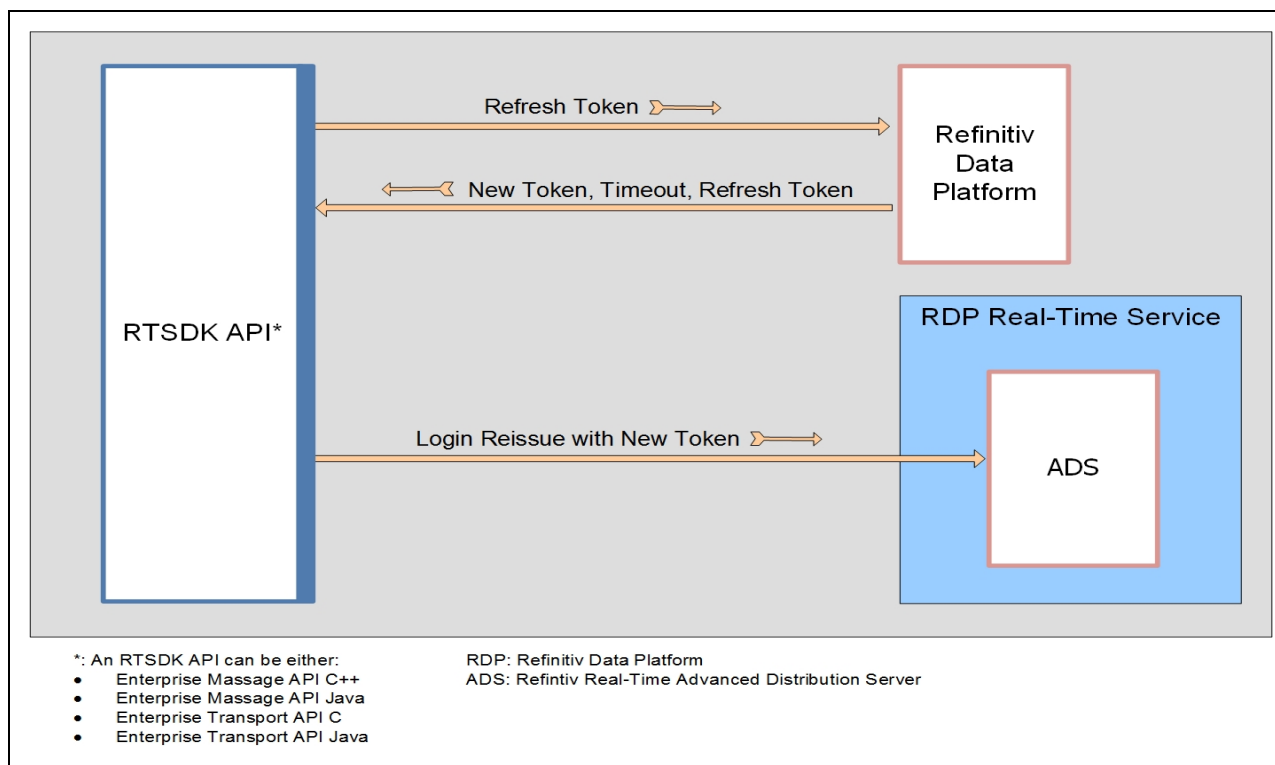 Refresh Token
Refinitiv
Data
Platform
New Token, Timeout, Refresh Token
RTSDK API*
RDP Real-Time Service
Login Reissue with New Token
ADS
*: An RTSDK API can be either:
• Enterprise Massage API C++
• Enterprise Massage API Java
• Enterprise Transport API C
• Enterprise Transport API Java
RDP: Refinitiv Data Platform
ADS: Refintiv Real-Time Advanced Distribution Server